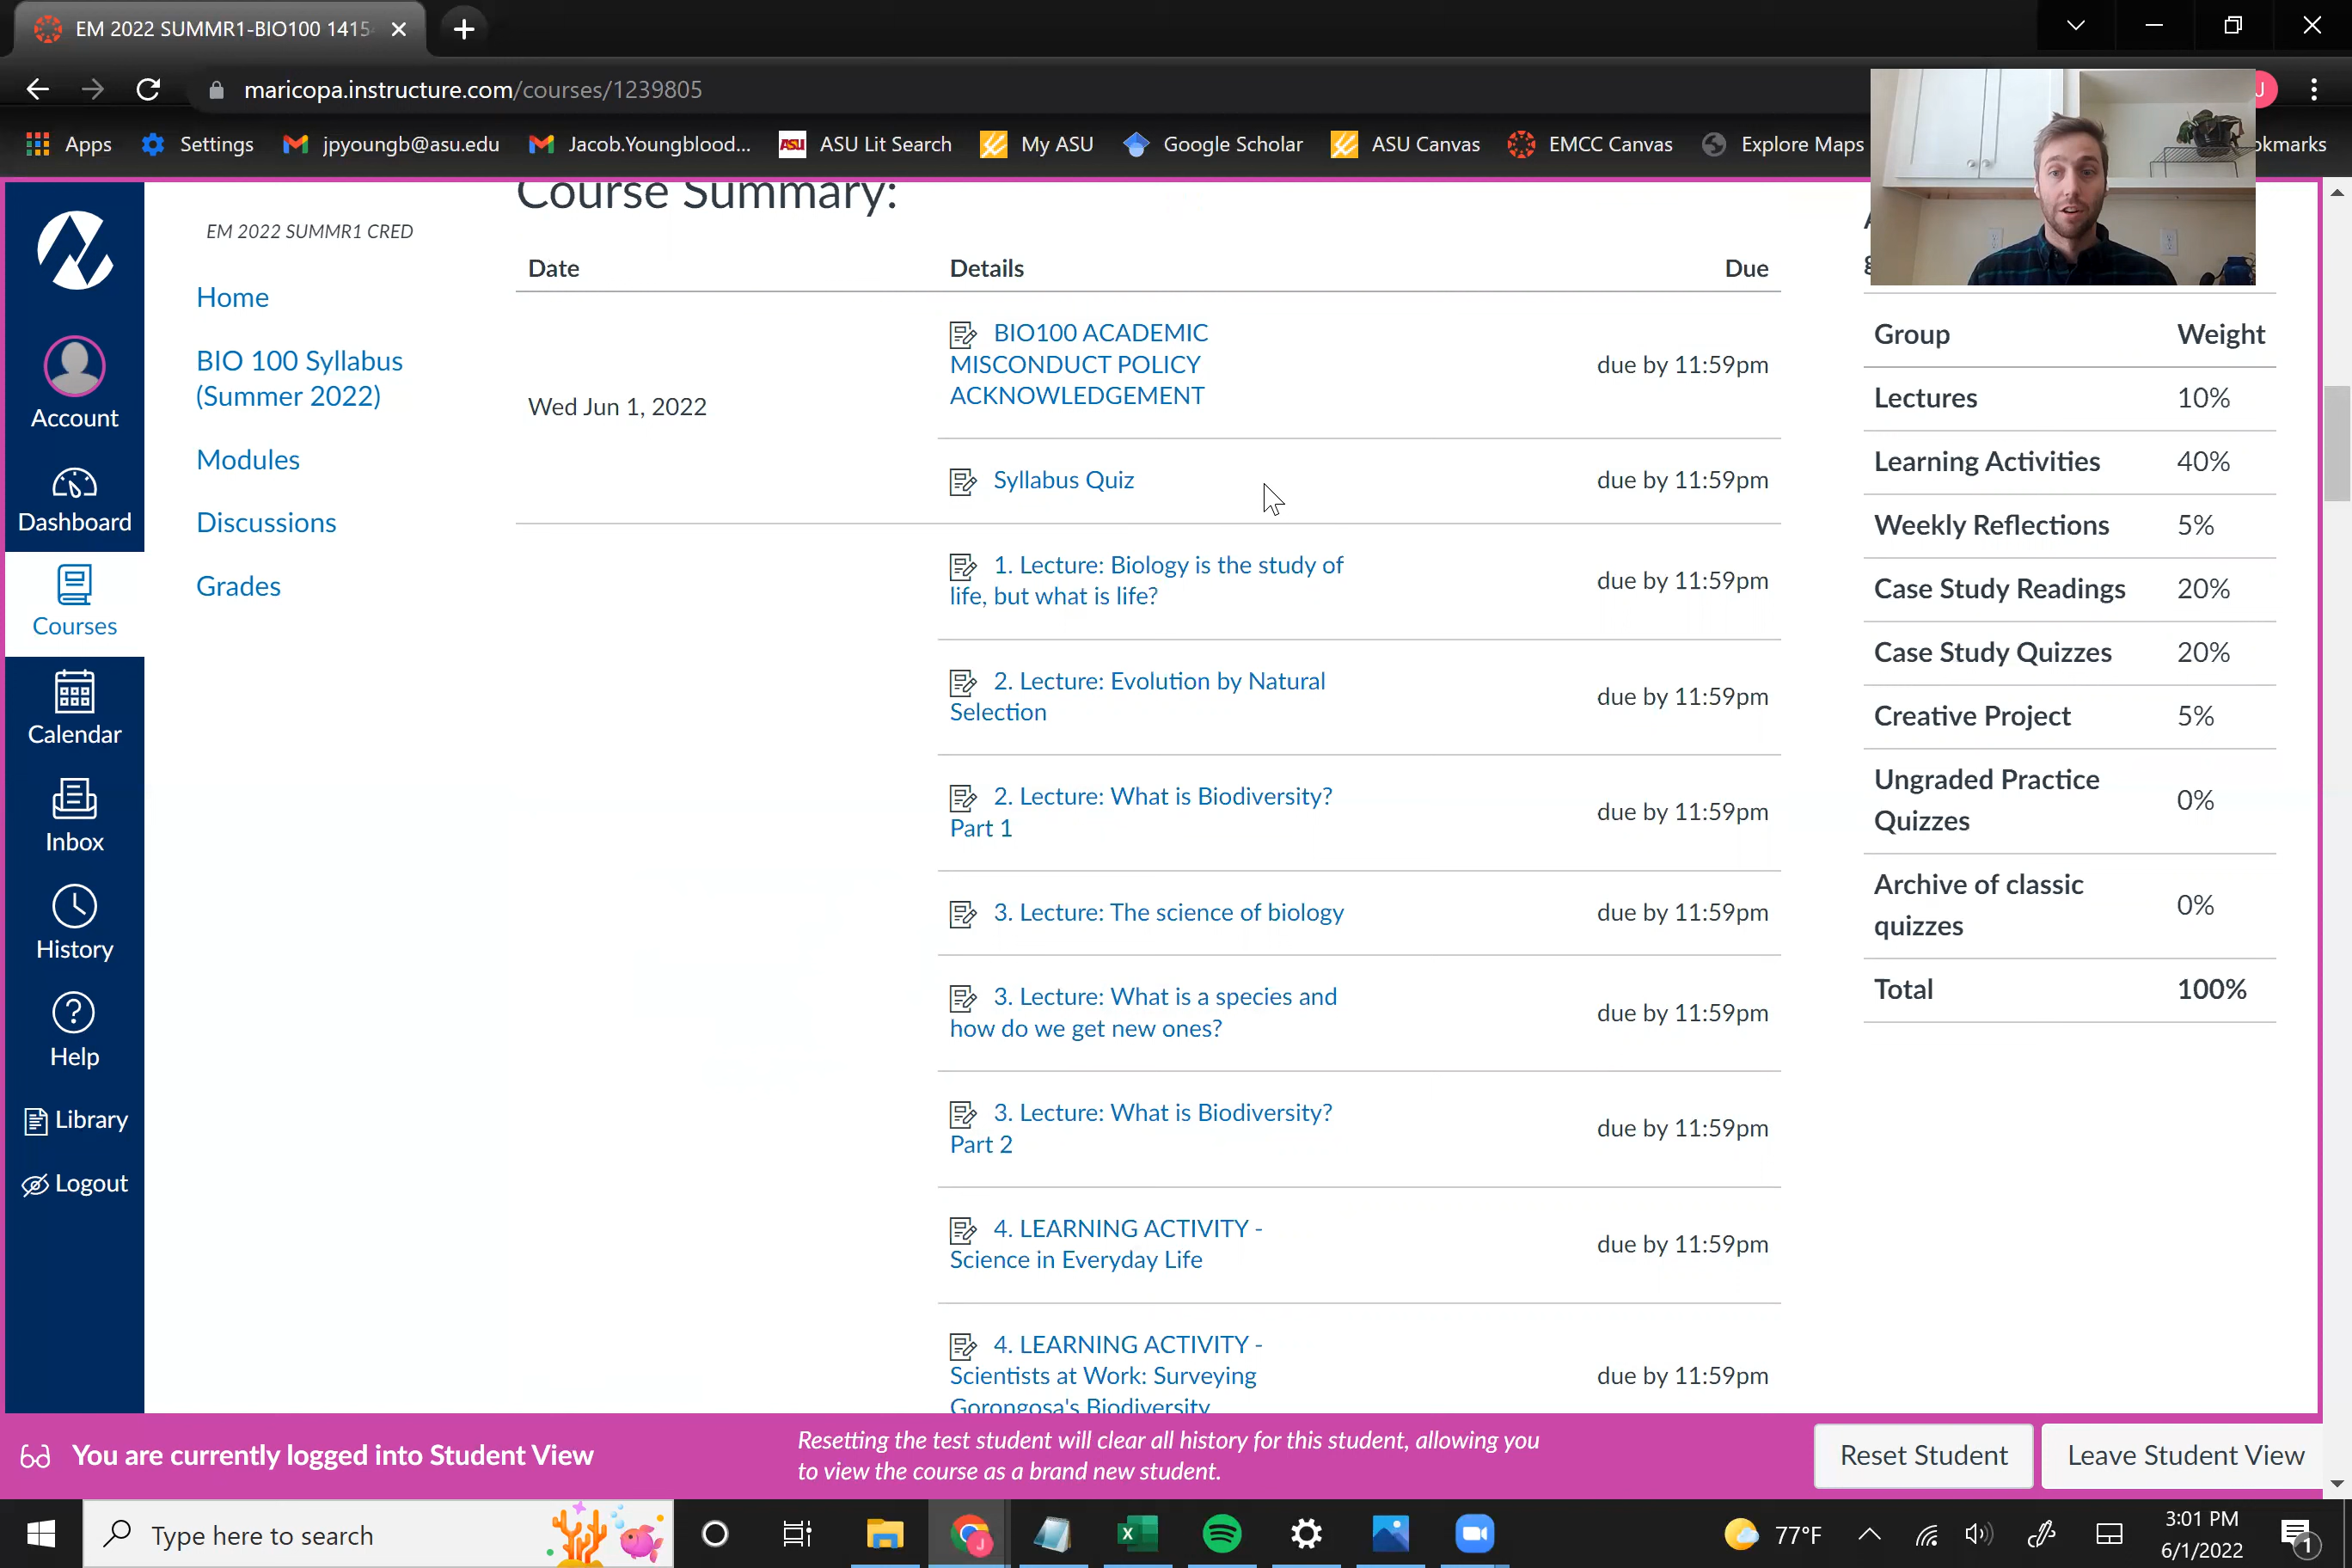 EM 2022 SUMMR1-BIO100 1415
maricopa.instructure.com/courses/1239805
J
Apps
Settings
jpyoungb@asu.edu
Jacob.Youngblood...
ASU
ASU Lit Search
My ASU
Google Scholar
ASU Canvas
EMCC Canvas
Explore Maps
okmarks
Account
Dashboard
Courses
Calendar
Inbox
History
Help
Library
Logout
EM 2022 SUMMR1 CRED
Home
BIO 100 Syllabus
(Summer 2022)
Modules
Discussions
Grades
Course Summary:
Date Details Due
Wed Jun 1, 2022
BIO100 ACADEMIC
MISCONDUCT POLICY
ACKNOWLEDGEMENT
due by 11:59pm
Syllabus Quiz
due by 11:59pm
1. Lecture: Biology is the study of
life, but what is life?
due by 11:59pm
2. Lecture: Evolution by Natural
Selection
due by 11:59pm
2. Lecture: What is Biodiversity?
Part 1
due by 11:59pm
3. Lecture: The science of biology
due by 11:59pm
3. Lecture: What is a species and
how do we get new ones?
due by 11:59pm
3. Lecture: What is Biodiversity?
Part 2
due by 11:59pm
4. LEARNING ACTIVITY -
Science in Everyday Life
due by 11:59pm
4. LEARNING ACTIVITY -
Scientists at Work: Surveying
Gorongosa's Biodiversity
due by 11:59pm
Group Weight
Lectures 10%
Learning Activities 40%
Weekly Reflections 5%
Case Study Readings 20%
Case Study Quizzes 20%
Creative Project 5%
Ungraded Practice
Quizzes
0%
Archive of classic
quizzes
0%
Total 100%
You are currently logged into Student View
Resetting the test student will clear all history for this student, allowing you
to view the course as a brand new student.
Reset Student
Leave Student View
Type here to search
J
X
77°F
3:01 PM
6/1/2022
1